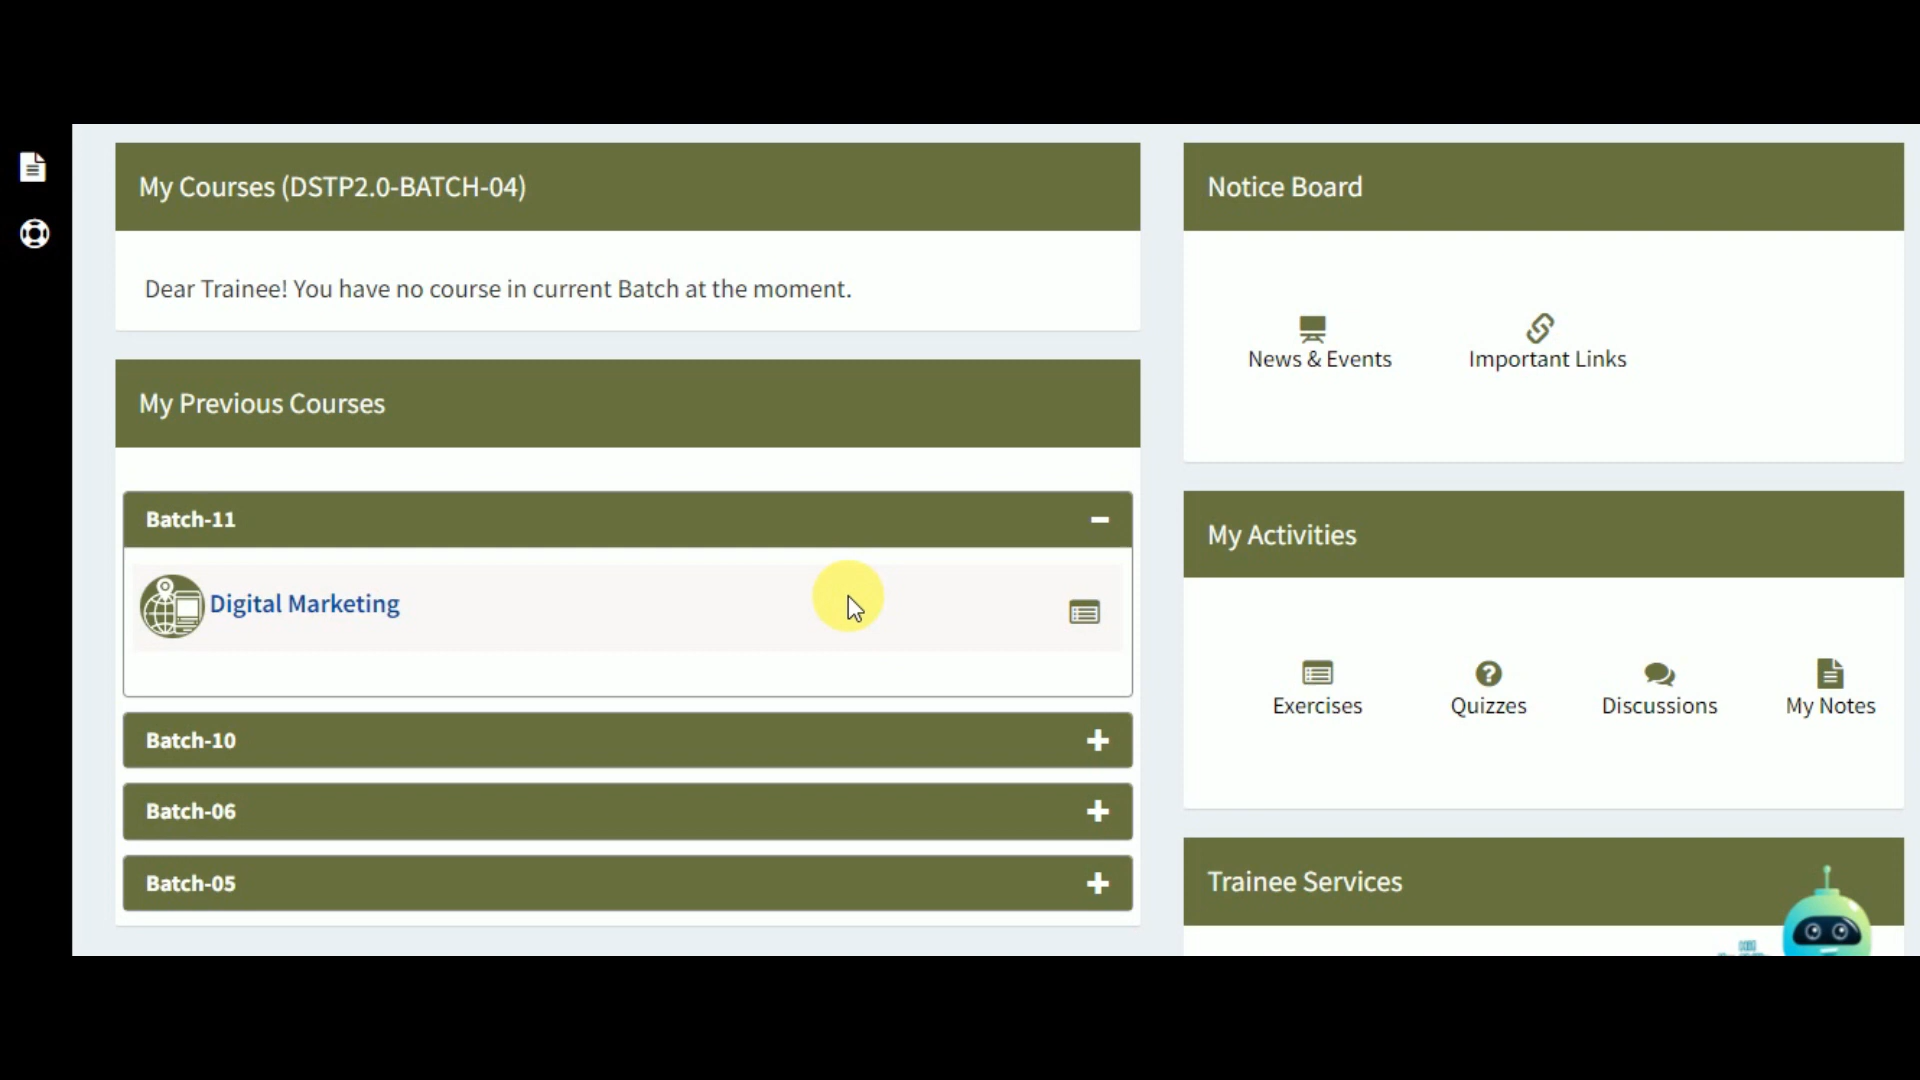 My Courses (DSTP2.0-BATCH-04)
Dear Trainee! You have no course in current Batch at the moment.
My Previous Courses
Batch-11
Digital Marketing
Batch-10
Batch-06
Batch-05
Notice Board
News & Events
Important Links
My Activities
Exercises
Quizzes
Discussions
My Notes
Trainee Services